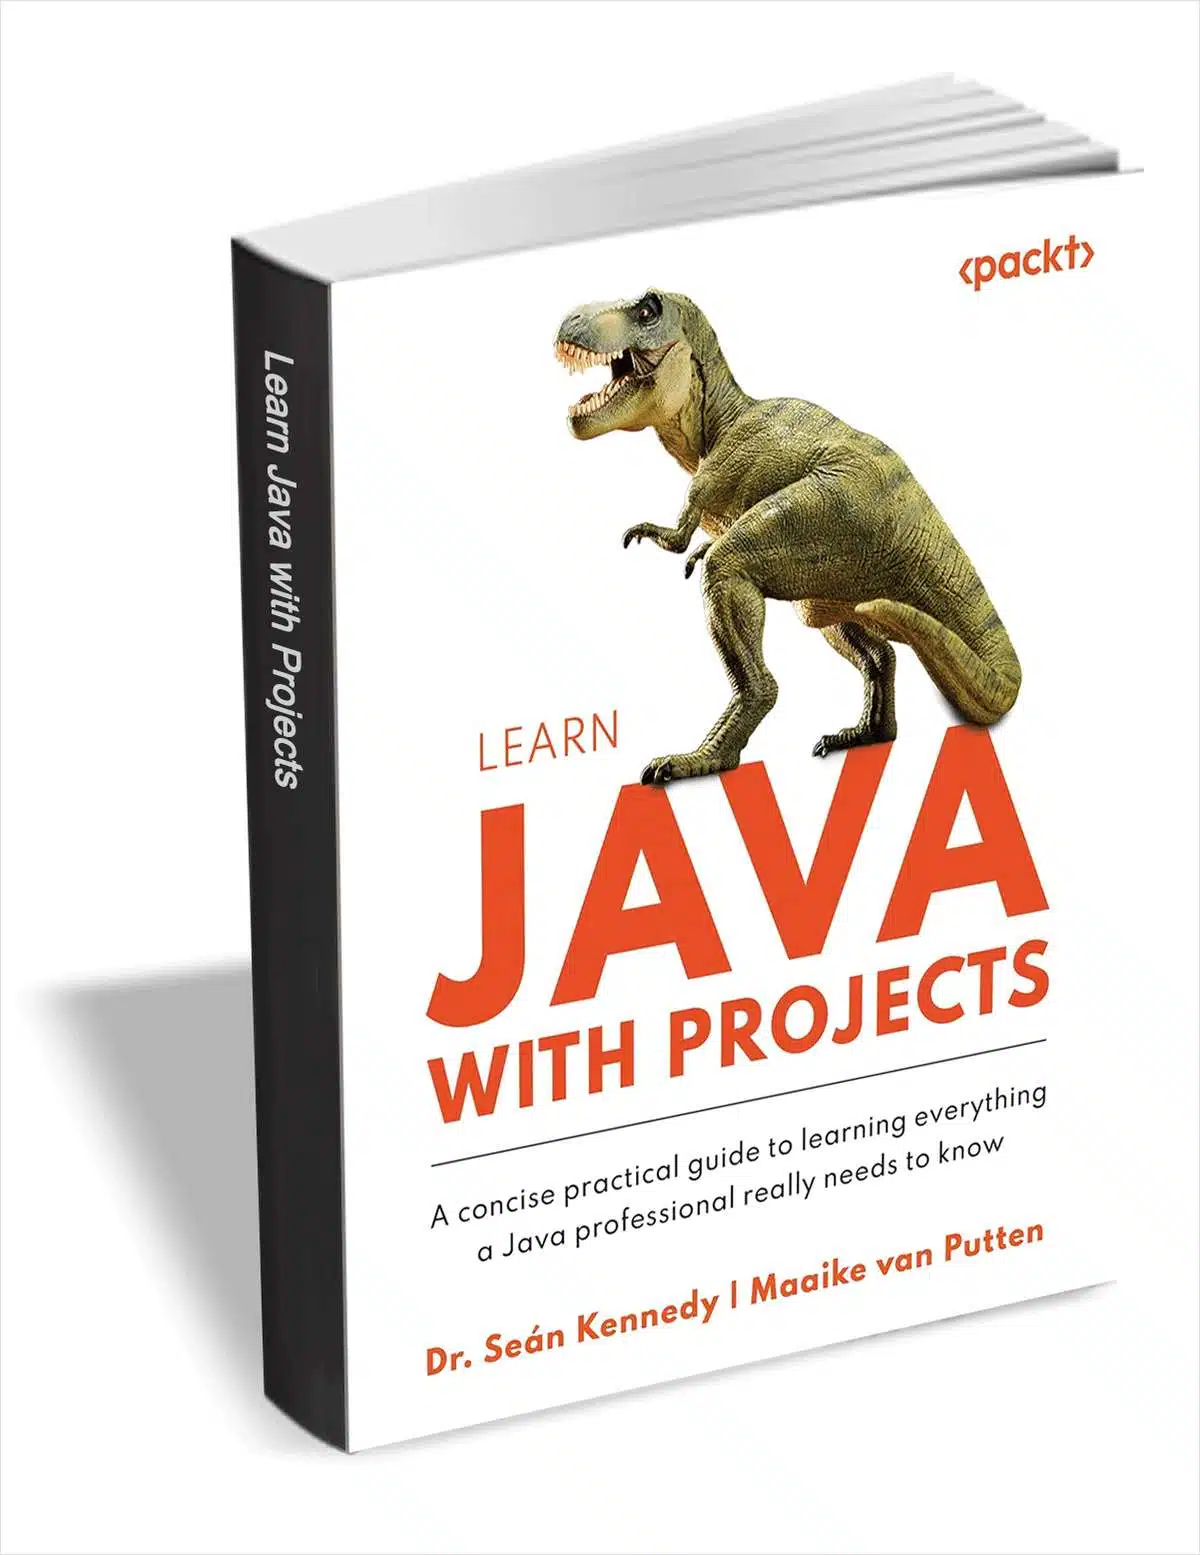 Learn Java with Projects
<packt>
LEARN
JAVA
WITH PROJECTS
A concise practical guide to learning everything
a Java professional really needs to know
Dr. Seán Kennedy | Maaike van Putten